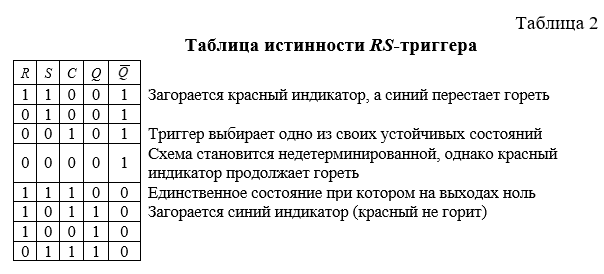 Таблица 2
Таблица истинности RS-триггера
R S C Q Q̅
1 1 0 0 1 Загорается красный индикатор, а синий перестает гореть
0 1 0 0 1
0 0 1 0 1 Триггер выбирает одно из своих устойчивых состояний
0 0 0 0 1 Схема становится недетерминированной, однако красный
индикатор продолжает гореть
1 1 1 0 0 Единственное состояние при котором на выходах ноль
1 0 1 1 0 Загорается синий индикатор (красный не горит)
1 0 0 1 0
0 1 1 1 0